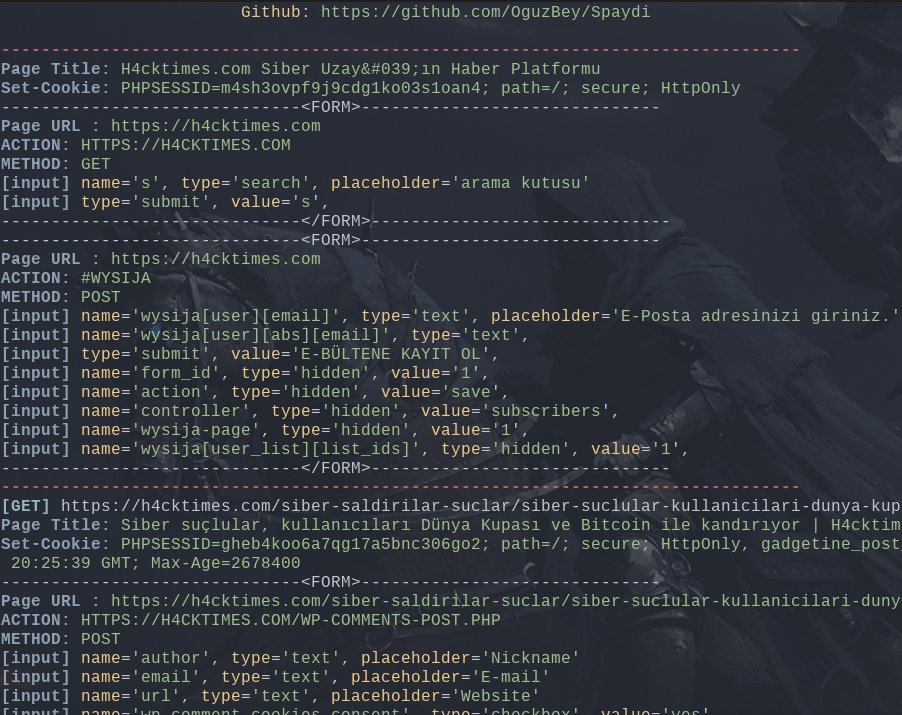 Github: https://github.com/OguzBey/Spaydi
--------------------------------------------------------------------------------
Page Title: H4cktimes.com Siber Uzay&#039;ın Haber Platformu
Set-Cookie: PHPSESSID=m4sh3ovpf9j9cdg1ko03s1oan4; path=/; secure; HttpOnly
------------------------------<FORM>------------------------------
Page URL : https://h4cktimes.com
ACTION: HTTPS://H4CKTIMES.COM
METHOD: GET
[input] name='s', type='search', placeholder='arama kutusu'
[input] type='submit', value='s',
------------------------------</FORM>------------------------------
------------------------------<FORM>------------------------------
Page URL : https://h4cktimes.com
ACTION: #WYSIJA
METHOD: POST
[input] name='wysija[user][email]', type='text', placeholder='E-Posta adresinizi giriniz.'
[input] name='wysija[user][abs][email]', type='text',
[input] type='submit', value='E-BÜLTENE KAYIT OL',
[input] name='form_id', type='hidden', value='1',
[input] name='action', type='hidden', value='save',
[input] name='controller', type='hidden', value='subscribers',
[input] name='wysija-page', type='hidden', value='1',
[input] name='wysija[user_list][list_ids]', type='hidden', value='1',
------------------------------</FORM>------------------------------
--------------------------------------------------------------------------------
[GET] https://h4cktimes.com/siber-saldirilar-suclar/siber-suclular-kullanicilari-dunya-kup
Page Title: Siber suçlular, kullanıcıları Dünya Kupası ve Bitcoin ile kandırıyor | H4cktim
Set-Cookie: PHPSESSID=gheb4koo6a7qg17a5bnc306go2; path=/; secure; HttpOnly, gadgetine_post_
20:25:39 GMT; Max-Age=2678400
------------------------------<FORM>------------------------------
Page URL : https://h4cktimes.com/siber-saldirilar-suclar/siber-suclular-kullanicilari-duny
ACTION: HTTPS://H4CKTIMES.COM/WP-COMMENTS-POST.PHP
METHOD: POST
[input] name='author', type='text', placeholder='Nickname'
[input] name='email', type='text', placeholder='E-mail'
[input] name='url', type='text', placeholder='Website'
[input] name='wp-comment-cookies-consent', type='checkbox', value='yes'